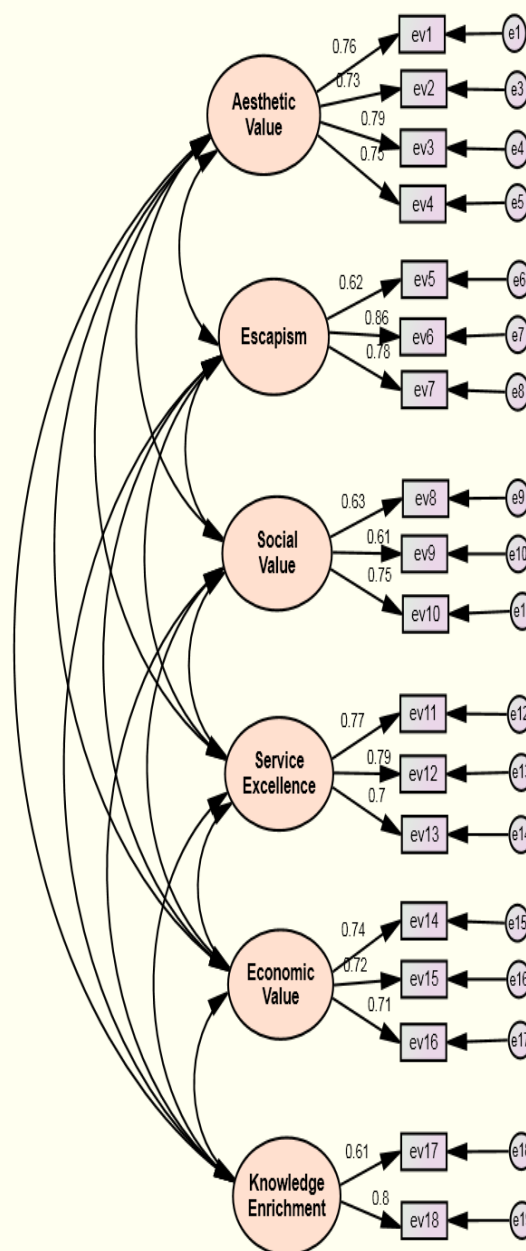 0.76
ev1
e1
Aesthetic
Value
0.73
ev2
e3
0.79
ev3
e4
0.75
ev4
e5
0.62
ev5
e6
Escapism
0.86
ev6
e7
0.78
ev7
e8
0.63
ev8
e9
Social
Value
0.61
ev9
e10
0.75
ev10
0.77
ev11
e12
Service
Excellence
0.79
ev12
e13
0.7
ev13
e14
0.74
ev14
e15
Economic
Value
0.72
ev15
e16
0.71
ev16
e17
0.61
ev17
e18
Knowledge
Enrichment
0.8
ev18